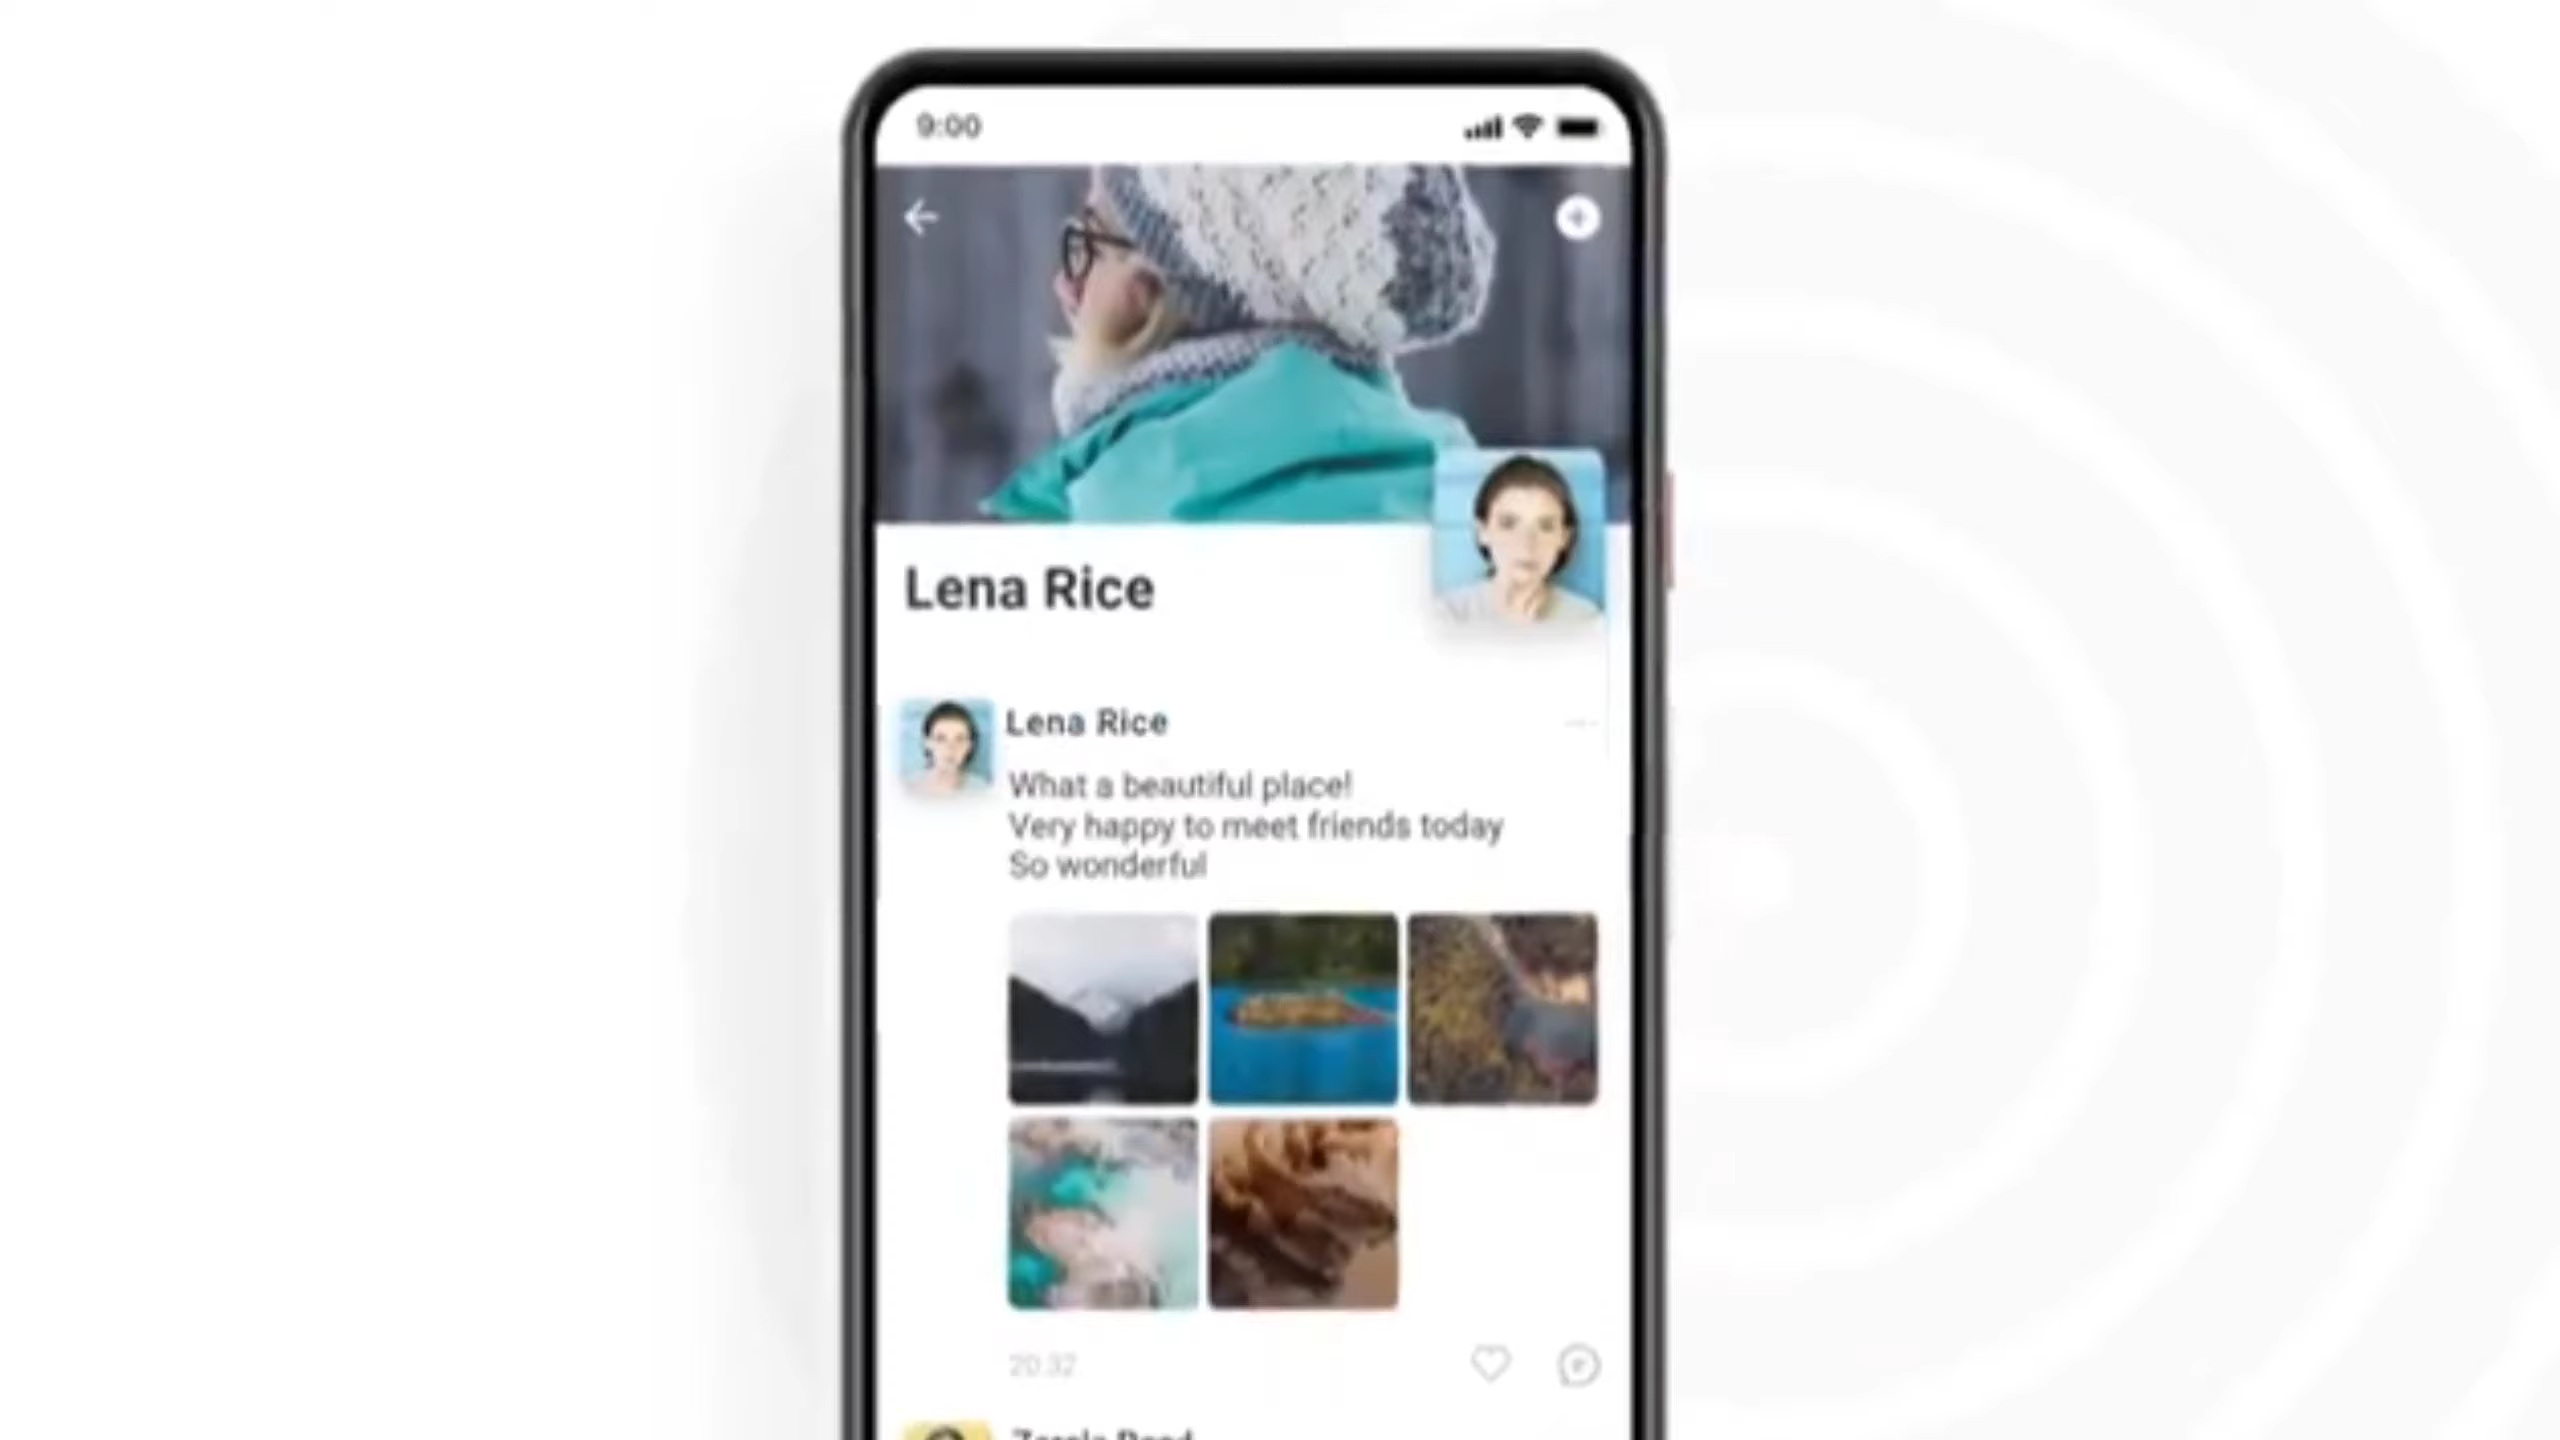 9:00
Lena Rice
Lena Rice
What a beautiful place!
Very happy to meet friends today
So wonderful
20:32